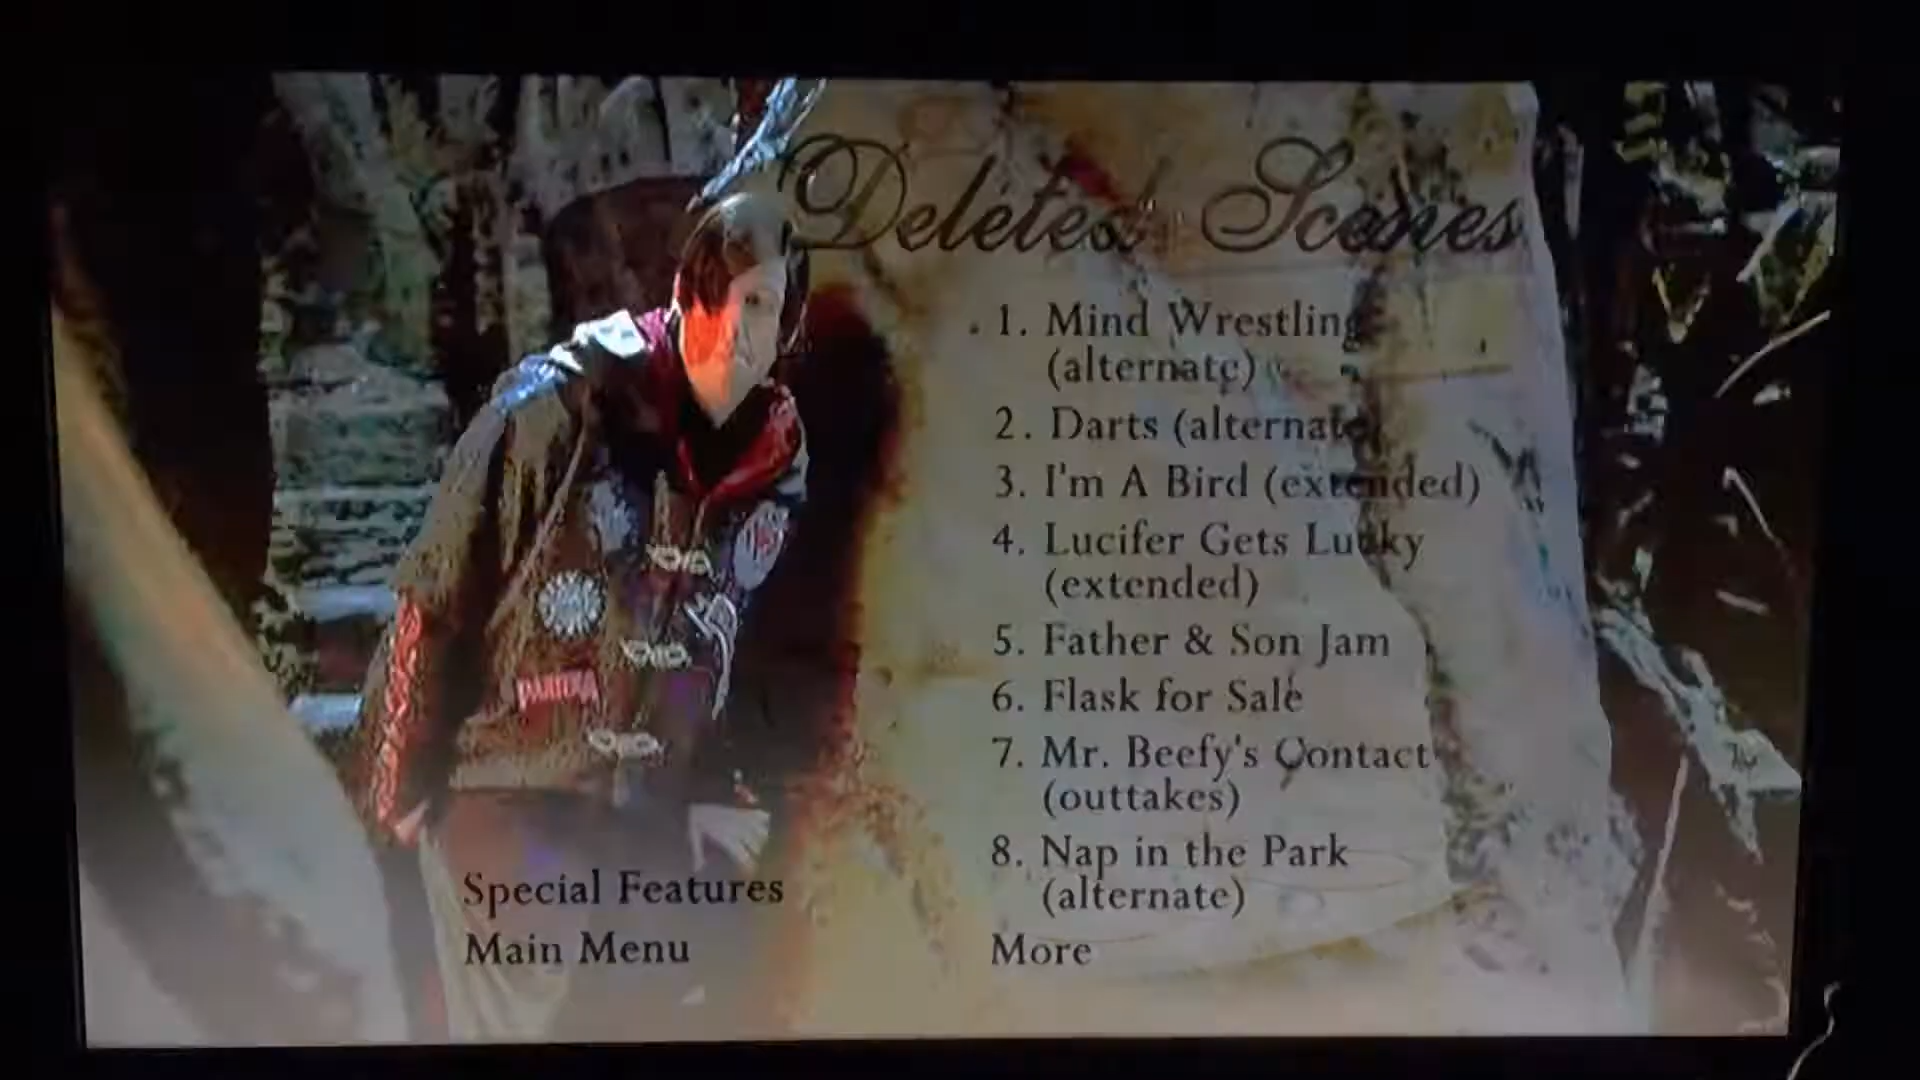 Deleted Scenes
1. Mind Wrestling
(alternate)
2. Darts (alternate)
3. I'm A Bird (extended)
4. Lucifer Gets Lucky
(extended)
5. Father & Son Jam
6. Flask for Sale
7. Mr. Beefy's Contact
(outtakes)
8. Nap in the Park
(alternate)
More
PANTERA
Special Features
Main Menu